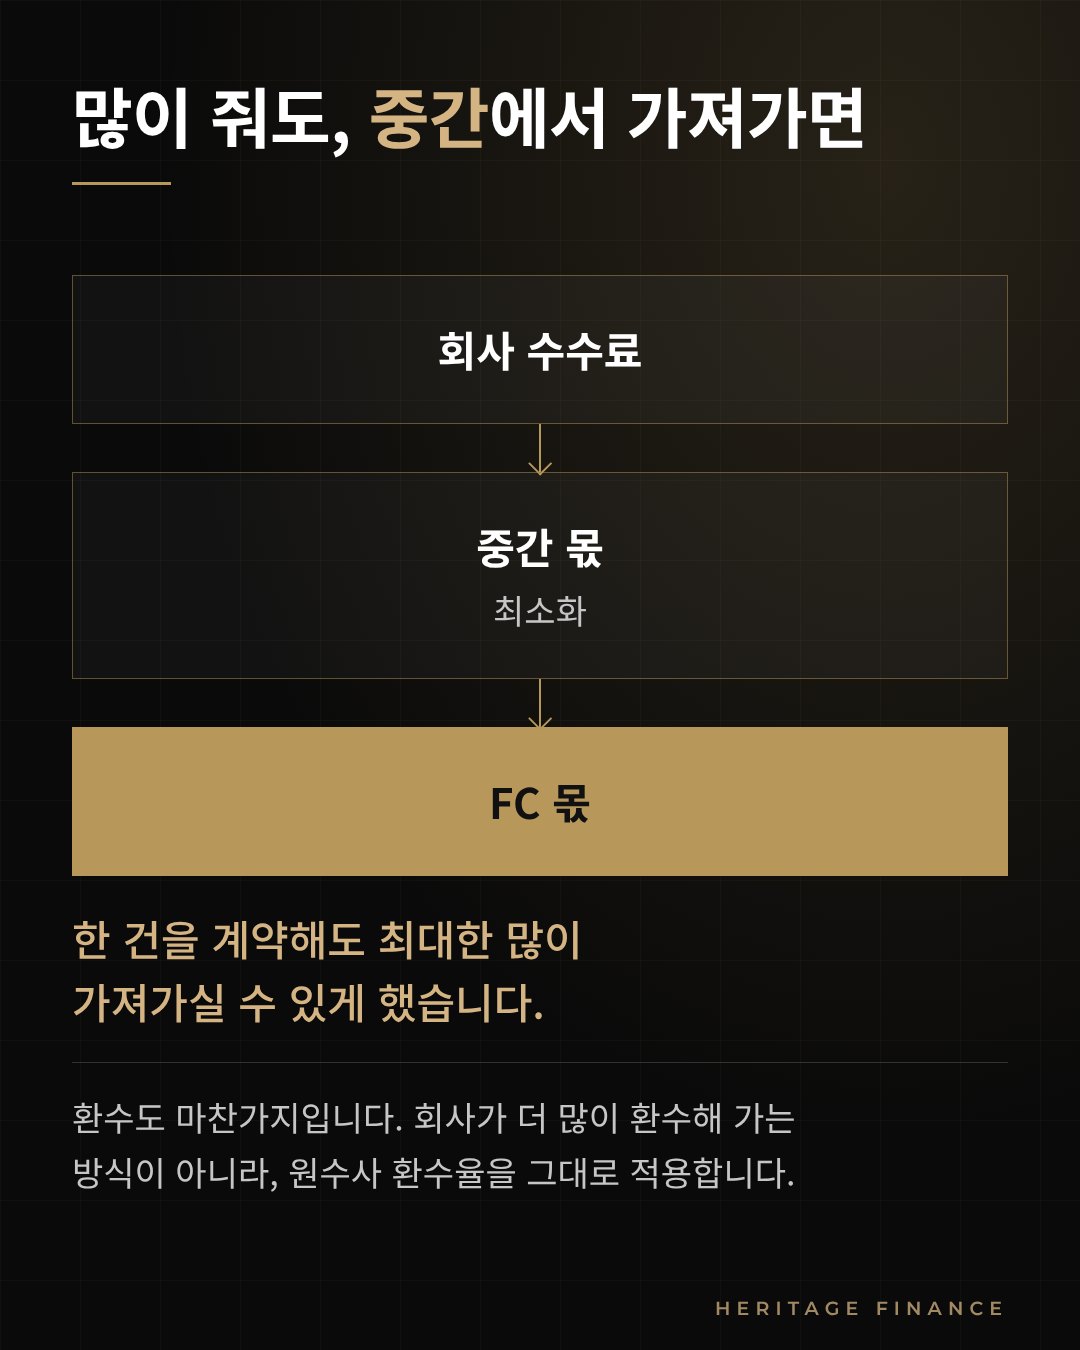 많이 줘도, 중간에서 가져가면
회사 수수료
중간 몫
최소화
FC 몫
한 건을 계약해도 최대한 많이
가져가실 수 있게 했습니다.
환수도 마찬가지입니다. 회사가 더 많이 환수해 가는
방식이 아니라, 원수사 환수율을 그대로 적용합니다.
HERITAGE FINANCE